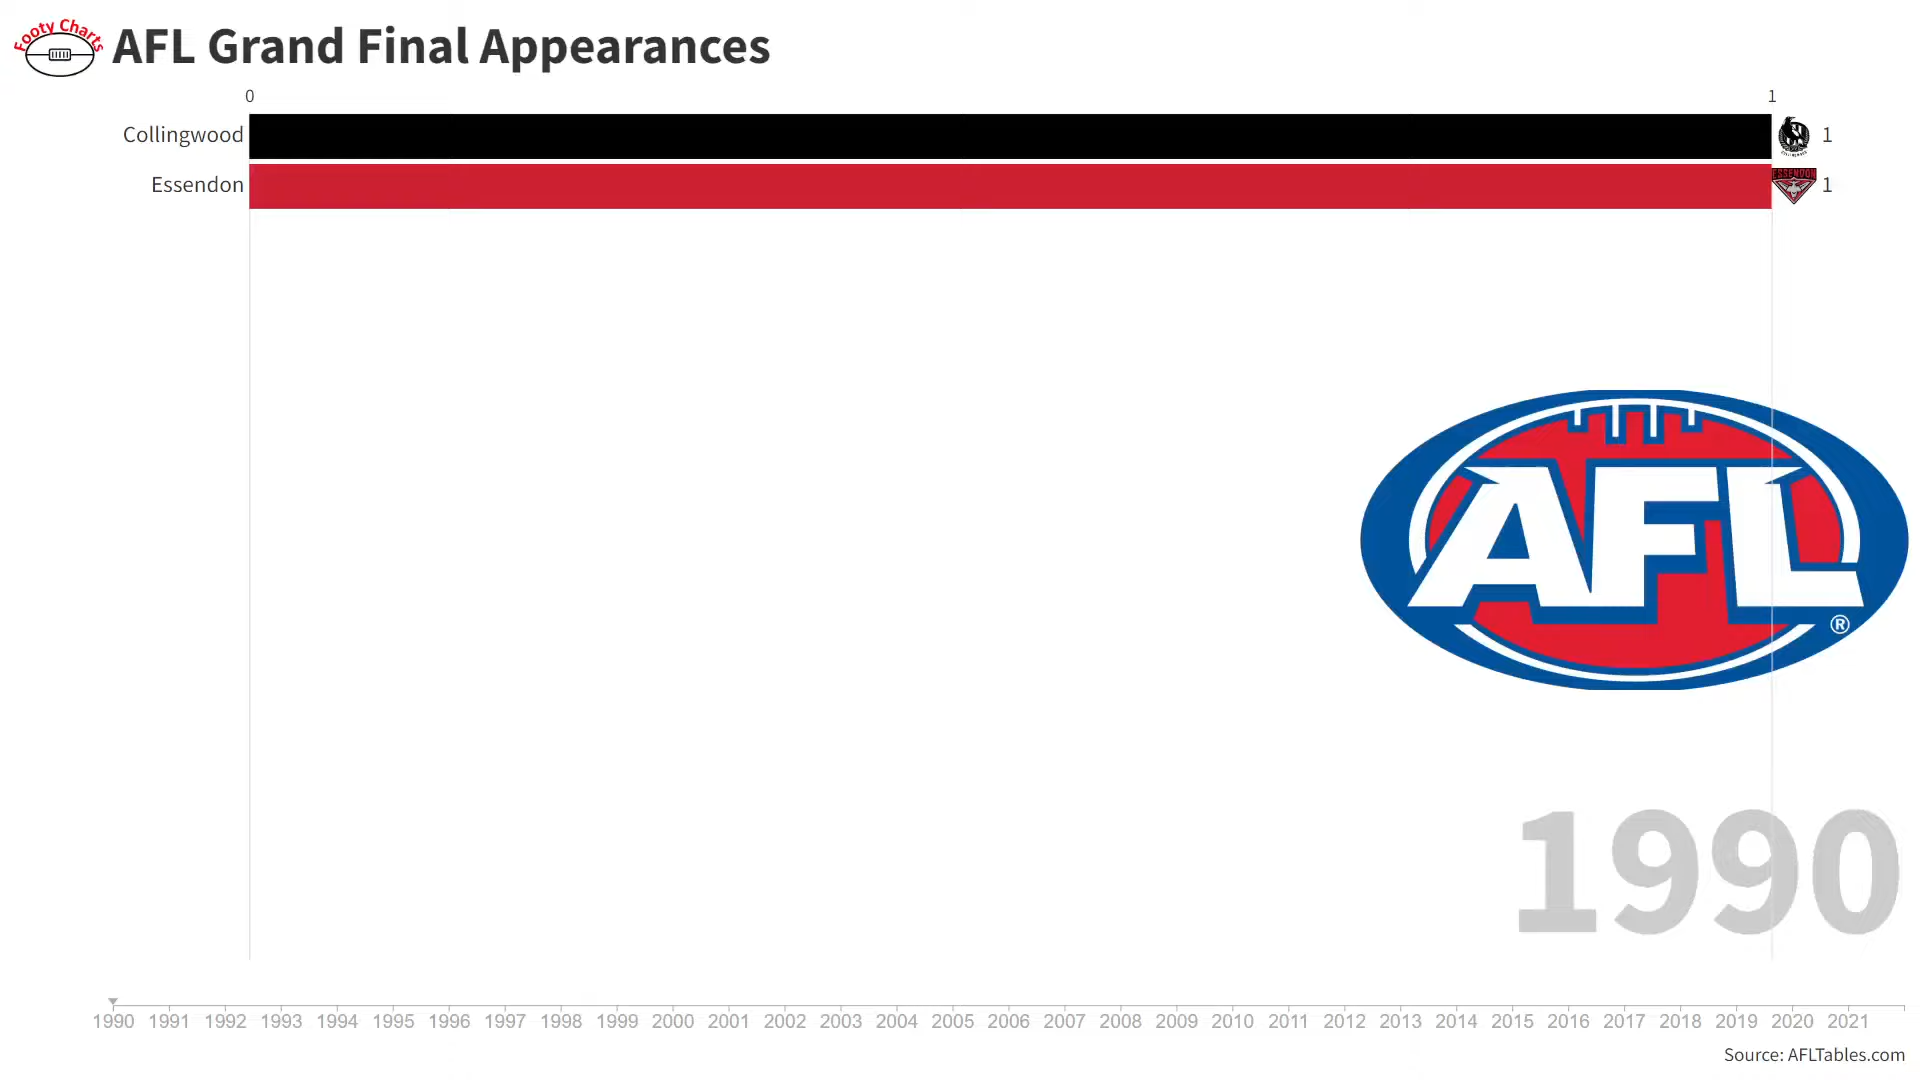 Footy Charts
AFL Grand Final Appearances
0 1
Collingwood 1
Essendon ESSENDON 1
AFL
®
1990
1990 1991 1992 1993 1994 1995 1996 1997 1998 1999 2000 2001 2002 2003 2004 2005 2006 2007 2008 2009 2010 2011 2012 2013 2014 2015 2016 2017 2018 2019 2020 2021
Source: AFLTables.com